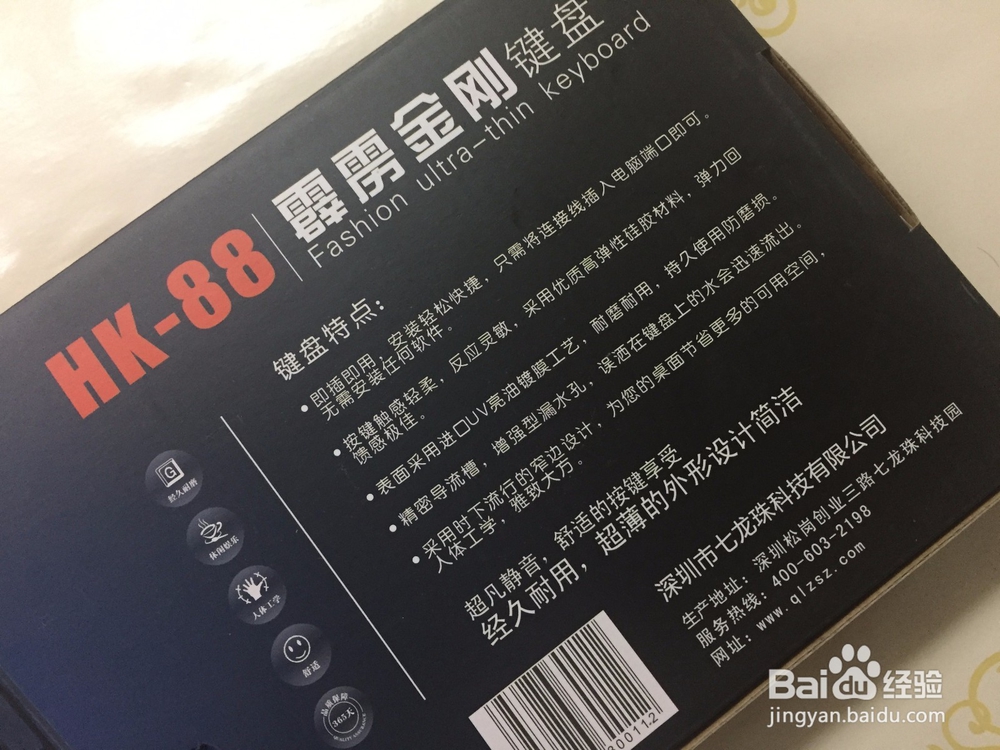 HK-88
霹雳金刚键盘
Fashion ultra-thin keyboard
键盘特点：
•即插即用，安装轻松快捷，只需将连接线插入电脑端口即可。
无需安装任何软件。
•按键触感轻柔，反应灵敏，采用优质高弹性硅胶材料，弹力回
馈感极佳。
•表面采用进口UV亮油镀膜工艺，耐磨耐用，持久使用防磨损。
•精密导流槽，增强型漏水孔，误洒在键盘上的水会迅速流出。
•采用时下流行的窄边设计，为您的桌面节省更多的可用空间，
人体工学，雅致大方。
超凡静音，舒适的按键享受
经久耐用，超薄的外形设计简洁
深圳市七龙珠科技有限公司
生产地址：深圳松岗创业三路七龙珠科技园
服务热线：400-603-2198
网址：www.qlzsz.com
G
经久耐磨
休闲娱乐
人体工学
舒适
品质保障
365天
QUALITY AND EAGLE
800112
Baidu经验
jingyan.baidu.com